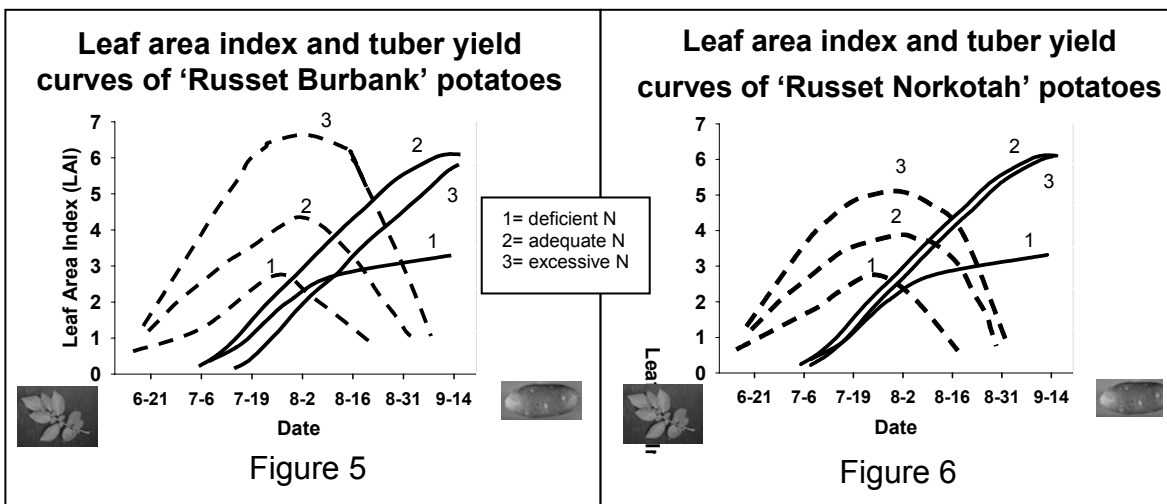 Leaf area index and tuber yield
curves of ‘Russet Burbank’ potatoes
7
6
5
4
3
2
1
0
Leaf Area Index (LAI)
3
2
1
2
3
1
6-21 7-6 7-19 8-2 8-16 8-31 9-14
Date
Figure 5
1= deficient N
2= adequate N
3= excessive N
Leaf area index and tuber yield
curves of ‘Russet Norkotah’ potatoes
7
6
5
4
3
2
1
0
3
2
1
2
3
1
6-21 7-6 7-19 8-2 8-16 8-31 9-14
Date
Figure 6